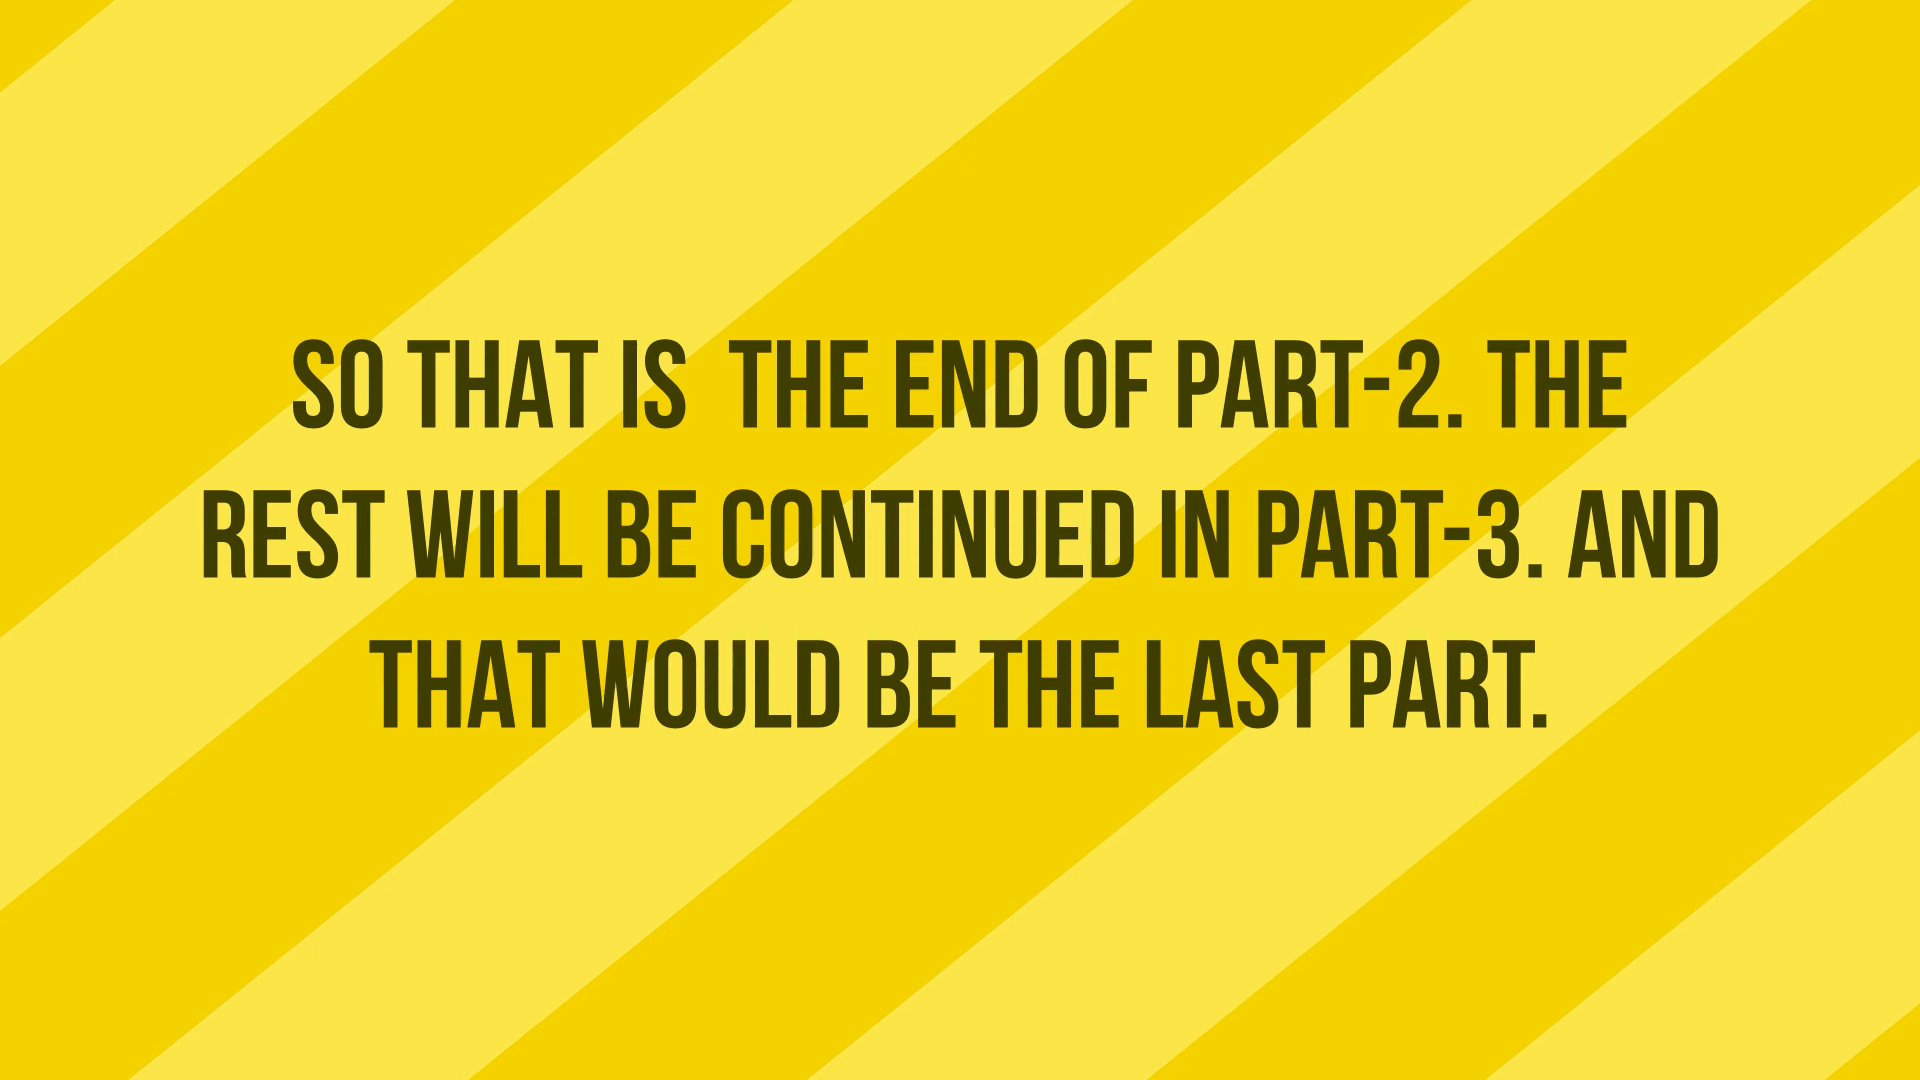 SO THAT IS  THE END OF PART-2. THE
REST WILL BE CONTINUED IN PART-3. AND
THAT WOULD BE THE LAST PART.